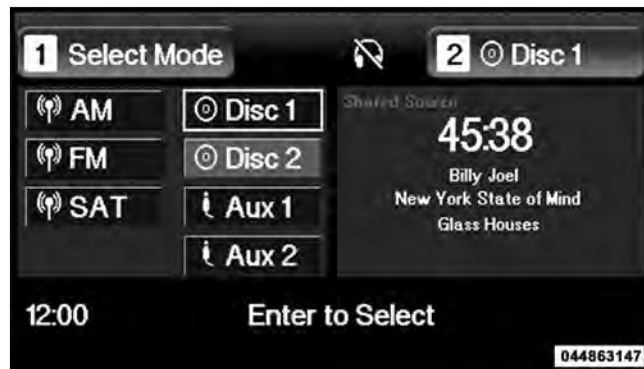 1 Select Mode
2 Disc 1
AM
Disc 1
FM
Disc 2
SAT
Aux 1
Aux 2
Shared Source
45:38
Billy Joel
New York State of Mind
Glass Houses
12:00
Enter to Select
044863147